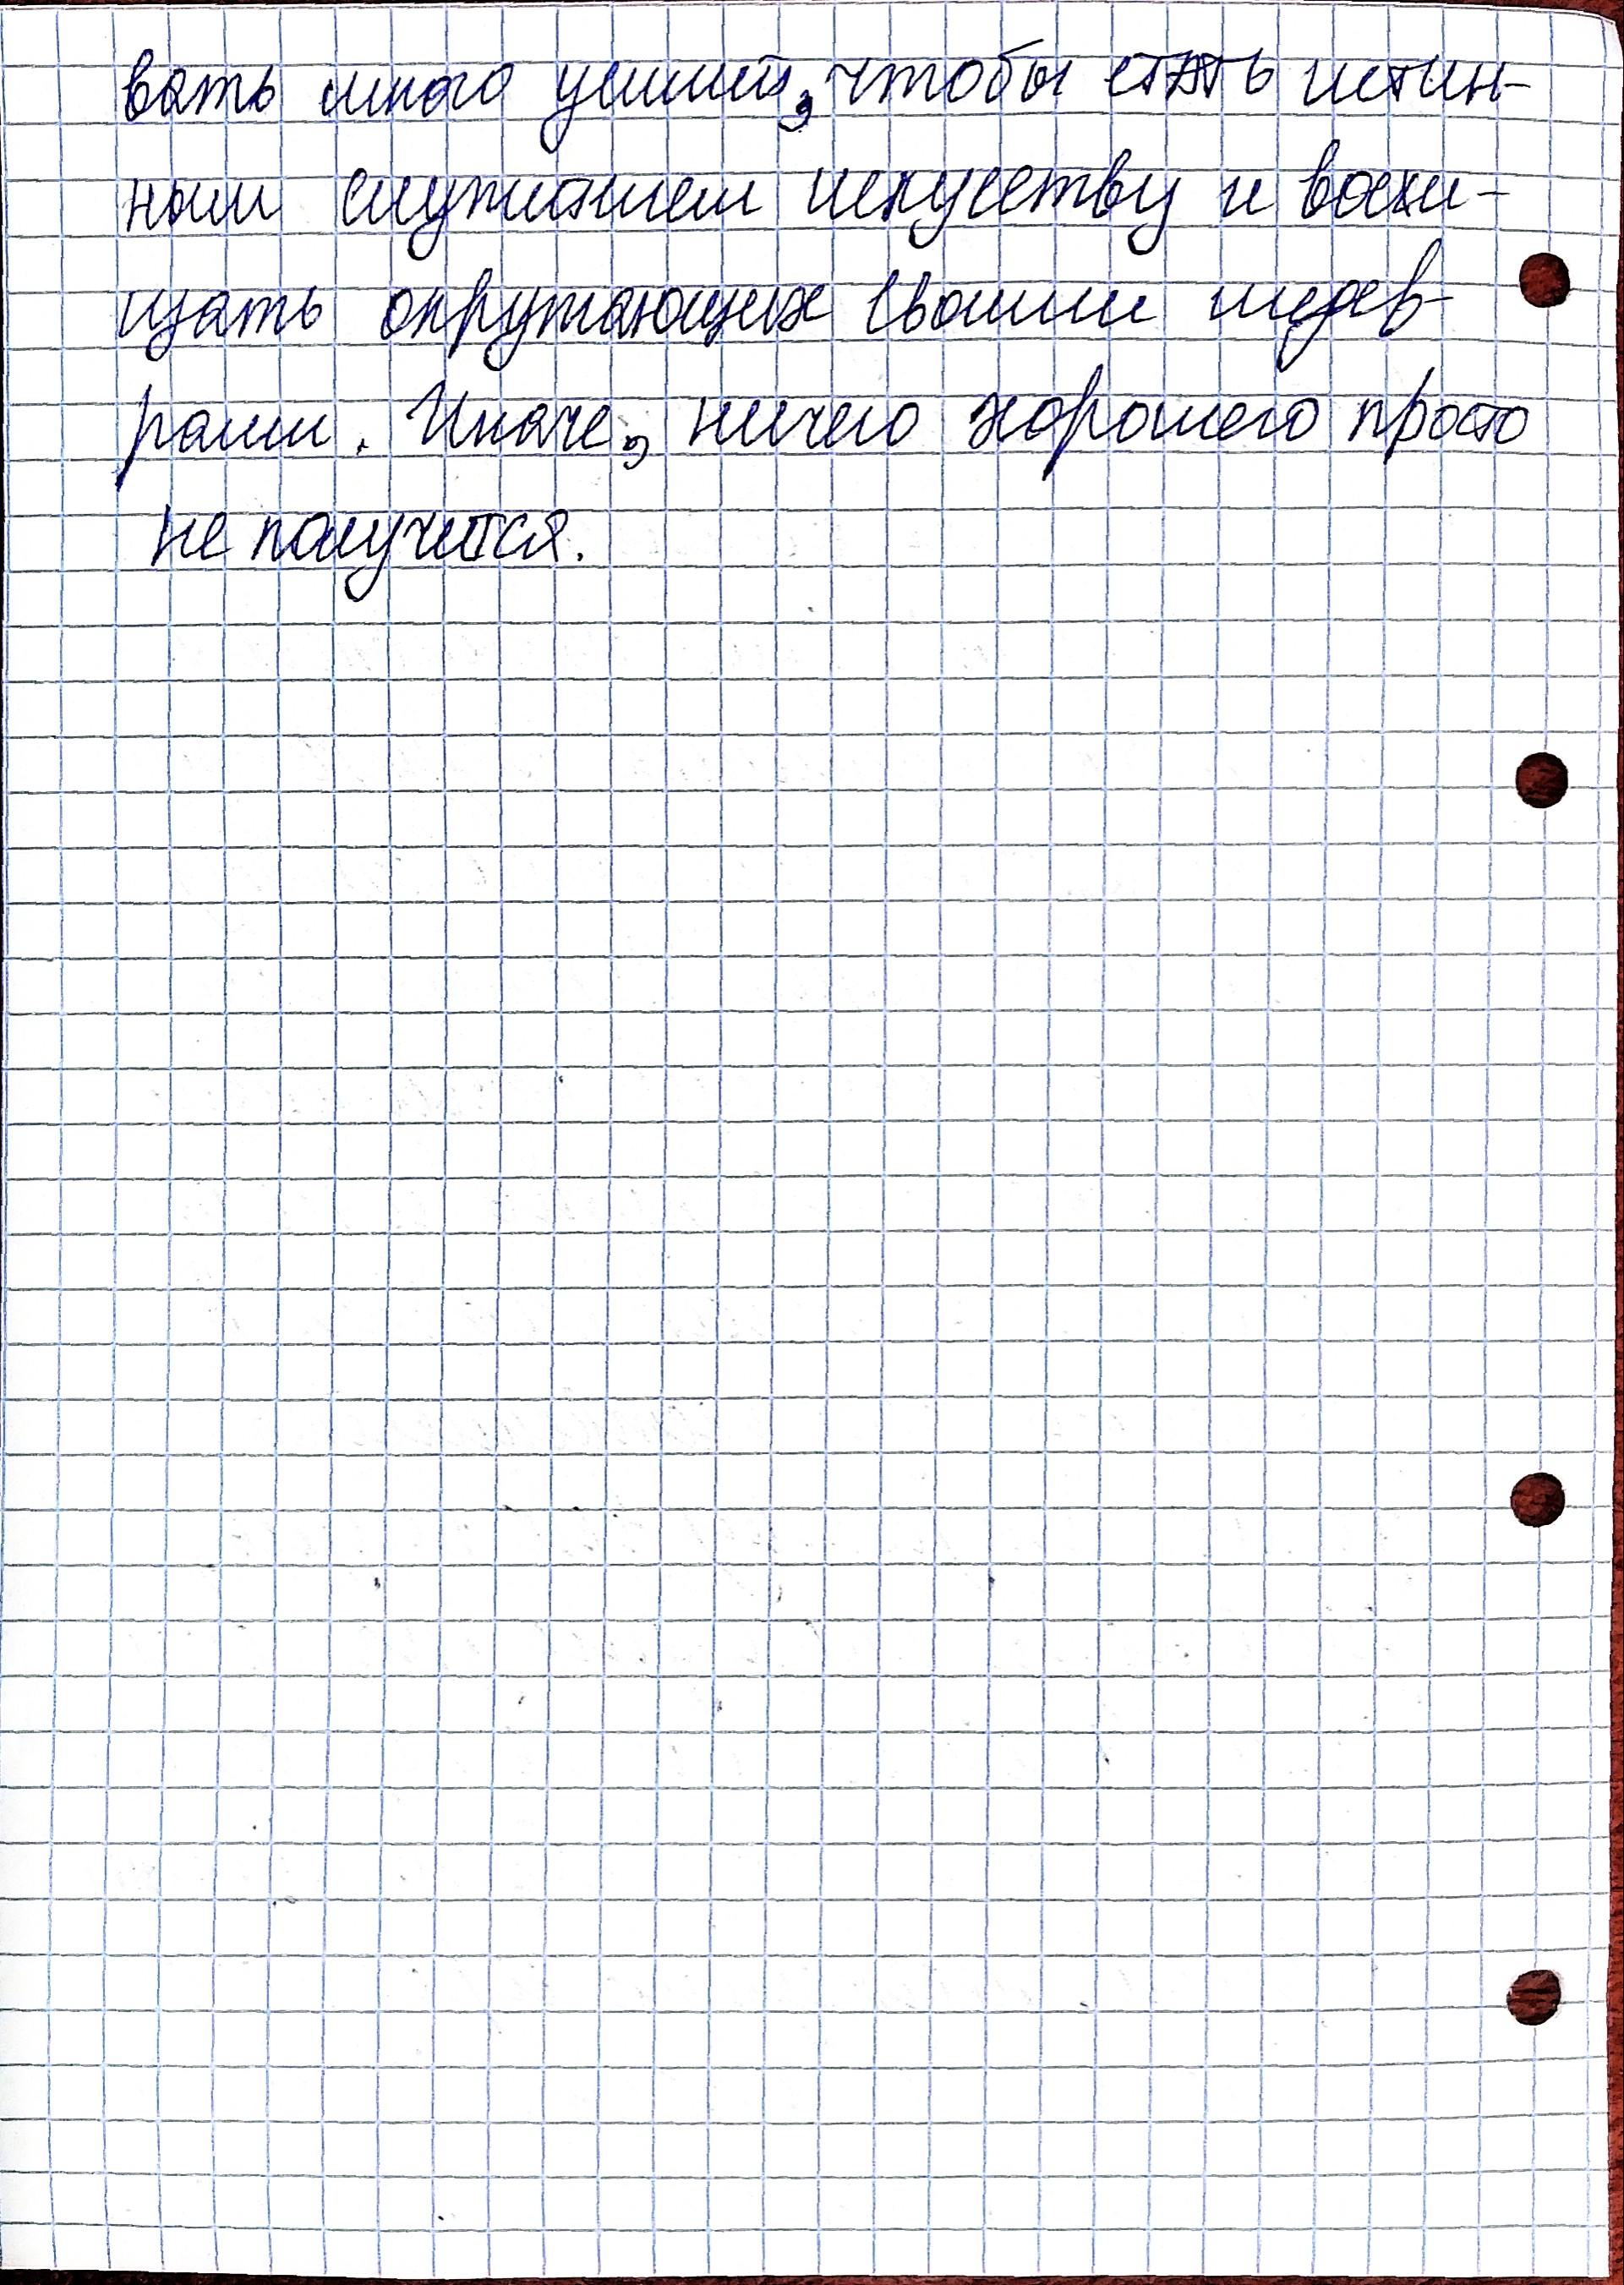 вать много усилий, чтобы стать истин-
ным служителем искусству и восхи-
щать окружающих своими шедев-
рами. Иначе, ничего хорошего просто
не получится.